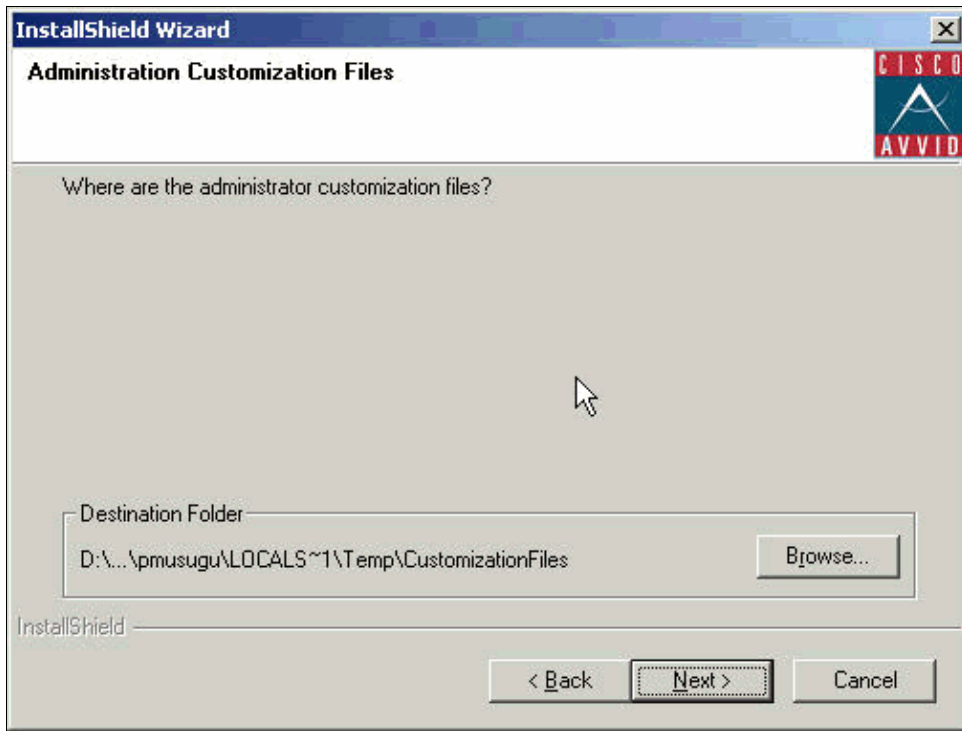 InstallShield Wizard
Administration Customization Files
CISCO
AVVID
Where are the administrator customization files?
Destination Folder
D:\...\pmusugu\LOCALS~1\Temp\CustomizationFiles
Browse...
InstallShield
< Back
Next >
Cancel